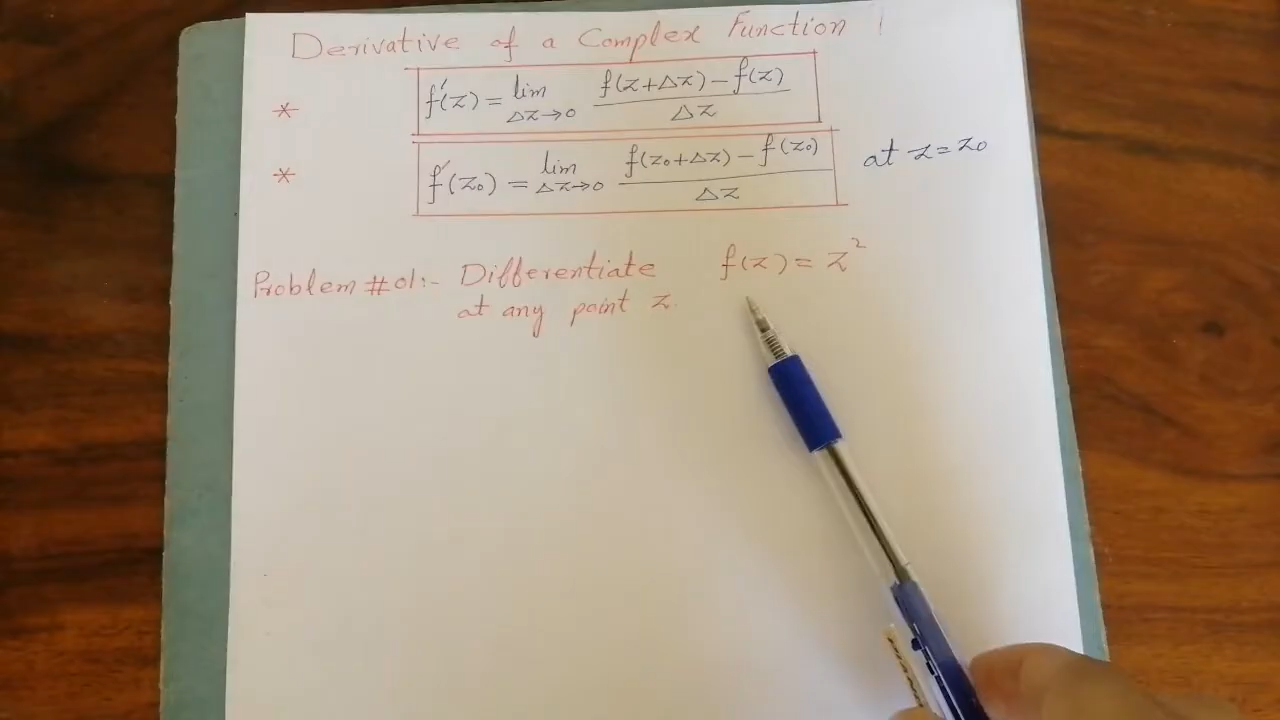 Derivative of a Complex Function
* f'(z) = lim Δz→0 f(z+Δz) - f(z) / Δz
* f'(z₀) = lim Δz→0 f(z₀+Δz) - f(z₀) / Δz at z = z₀
Problem #01:- Differentiate f(z) = z²
at any point z.